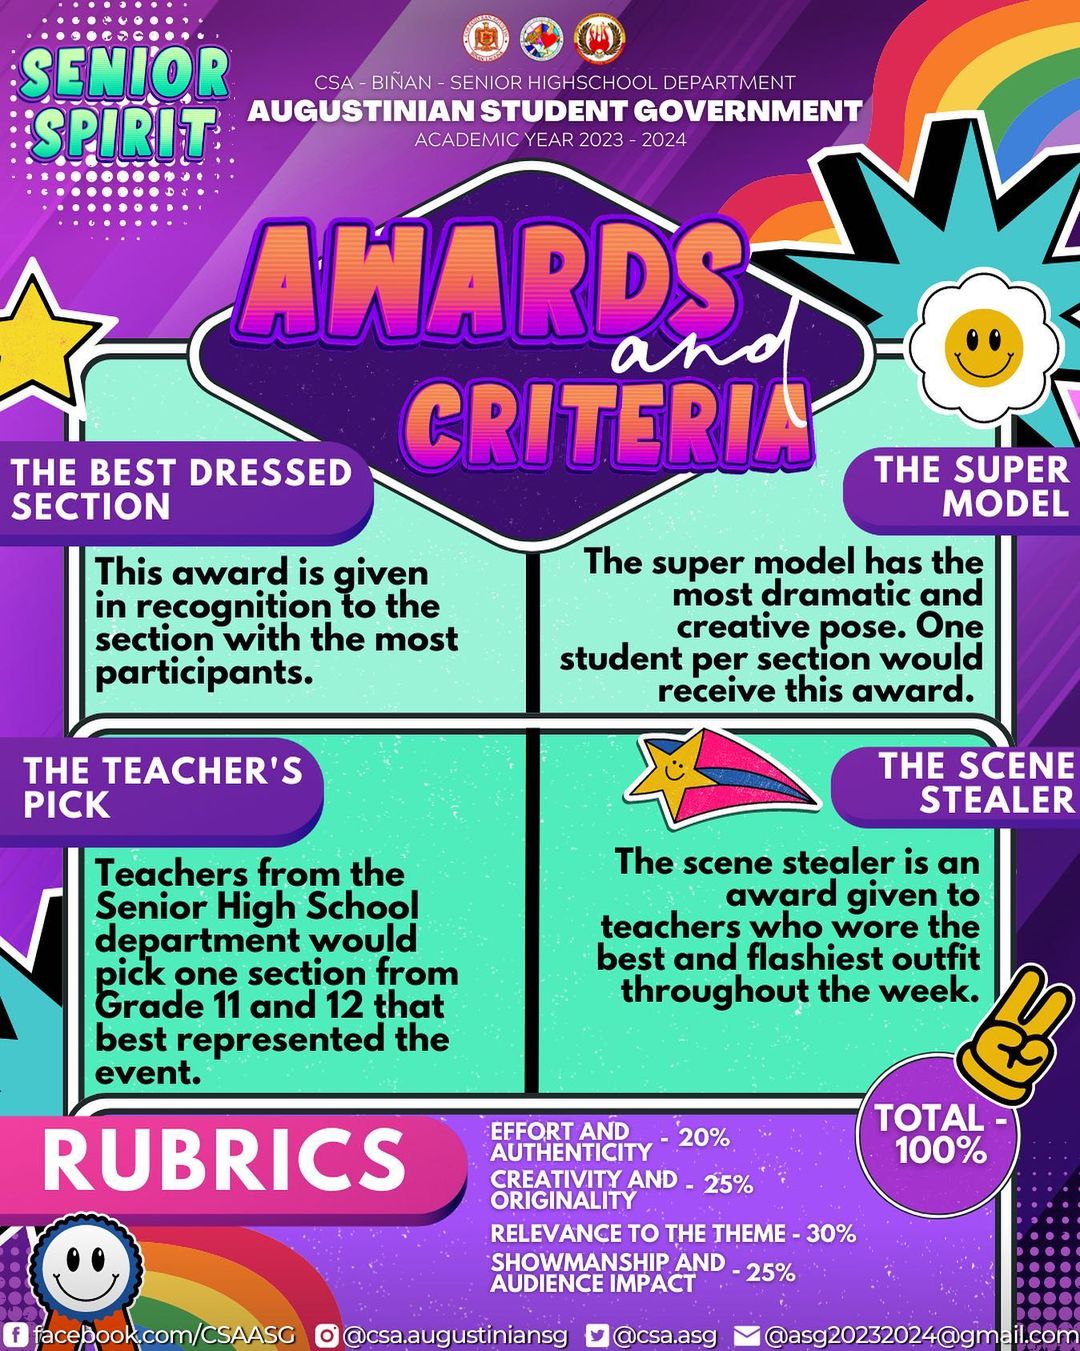 SENIOR
SPIRIT
CSA - BIÑAN - SENIOR HIGHSCHOOL DEPARTMENT
AUGUSTINIAN STUDENT GOVERNMENT
ACADEMIC YEAR 2023 - 2024
AWARDS
and
CRITERIA
THE BEST DRESSED
SECTION
This award is given
in recognition to the
section with the most
participants.
THE SUPER
MODEL
The super model has the
most dramatic and
creative pose. One
student per section would
receive this award.
THE TEACHER'S
PICK
Teachers from the
Senior High School
department would
pick one section from
Grade 11 and 12 that
best represented the
event.
THE SCENE
STEALER
The scene stealer is an
award given to
teachers who wore the
best and flashiest outfit
throughout the week.
RUBRICS
EFFORT AND
AUTHENTICITY - 20%
CREATIVITY AND
ORIGINALITY - 25%
RELEVANCE TO THE THEME - 30%
SHOWMANSHIP AND
AUDIENCE IMPACT - 25%
TOTAL -
100%
facebook.com/CSAASG @csa.augustiniansg @csa.asg @asg20232024@gmail.com